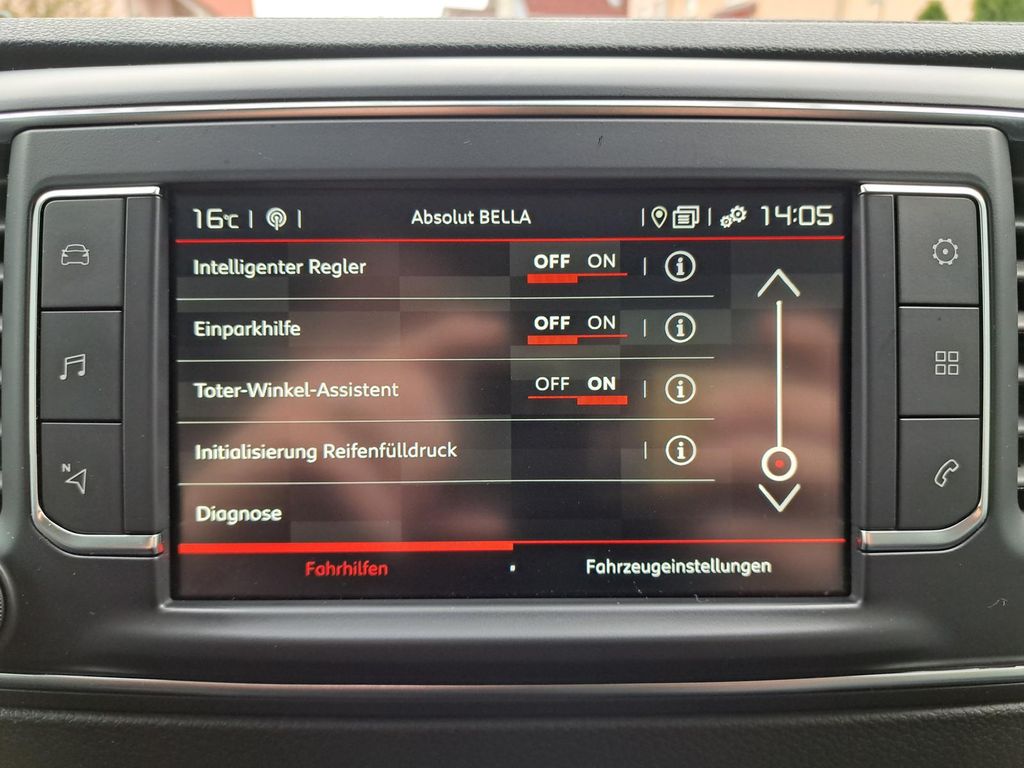 16°C | | Absolut BELLA | | 14:05
Intelligenter Regler OFF ON | i
Einparkhilfe OFF ON | i
Toter-Winkel-Assistent OFF ON | i
Initialisierung Reifenfülldruck | i
Diagnose
Fahrhilfen Fahrzeugeinstellungen
N